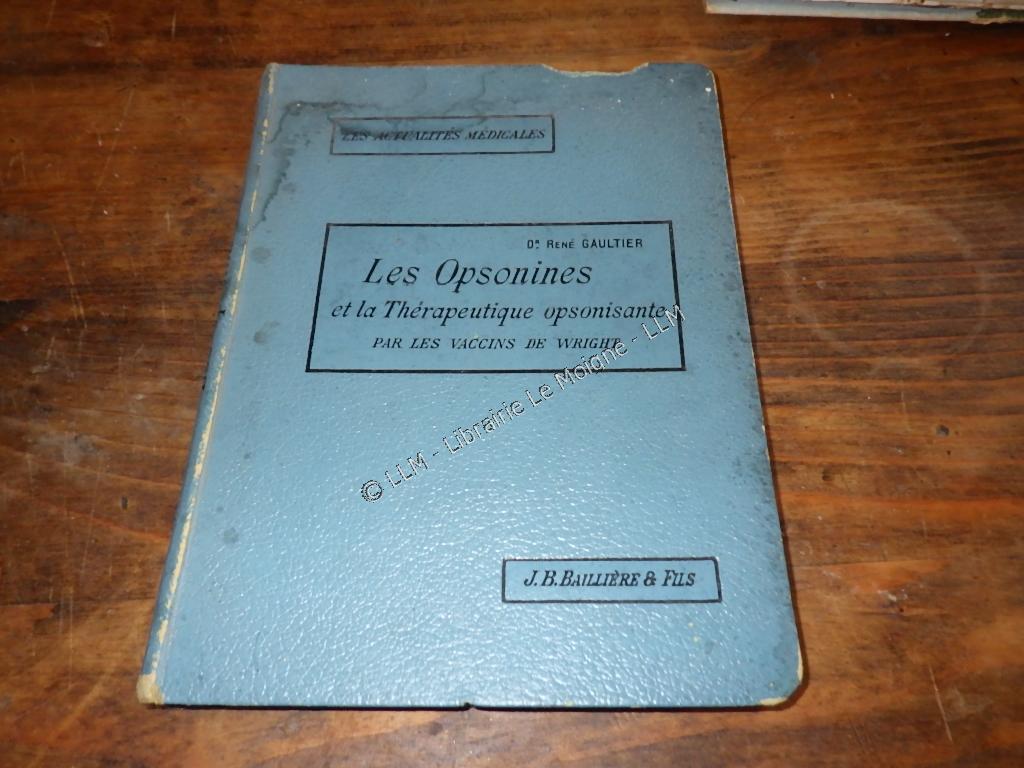 LES ACTUALITÉS MÉDICALES
DR RENÉ GAULTIER
Les Opsonines
et la Thérapeutique opsonisante
PAR LES VACCINS DE WRIGHT
© LLM - Librairie Le Moigne - LLM
J. B. BAILLIÈRE & FILS